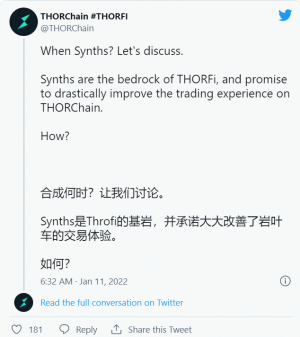 THORChain #THORFI
@THORChain
When Synths? Let's discuss.
Synths are the bedrock of THORFi, and promise
to drastically improve the trading experience on
THORChain.
How?
合成何时？让我们讨论。
Synths是Throfi的基岩，并承诺大大改善了岩叶
车的交易体验。
如何？
6:32 AM · Jan 11, 2022
Read the full conversation on Twitter
181 Reply Share this Tweet